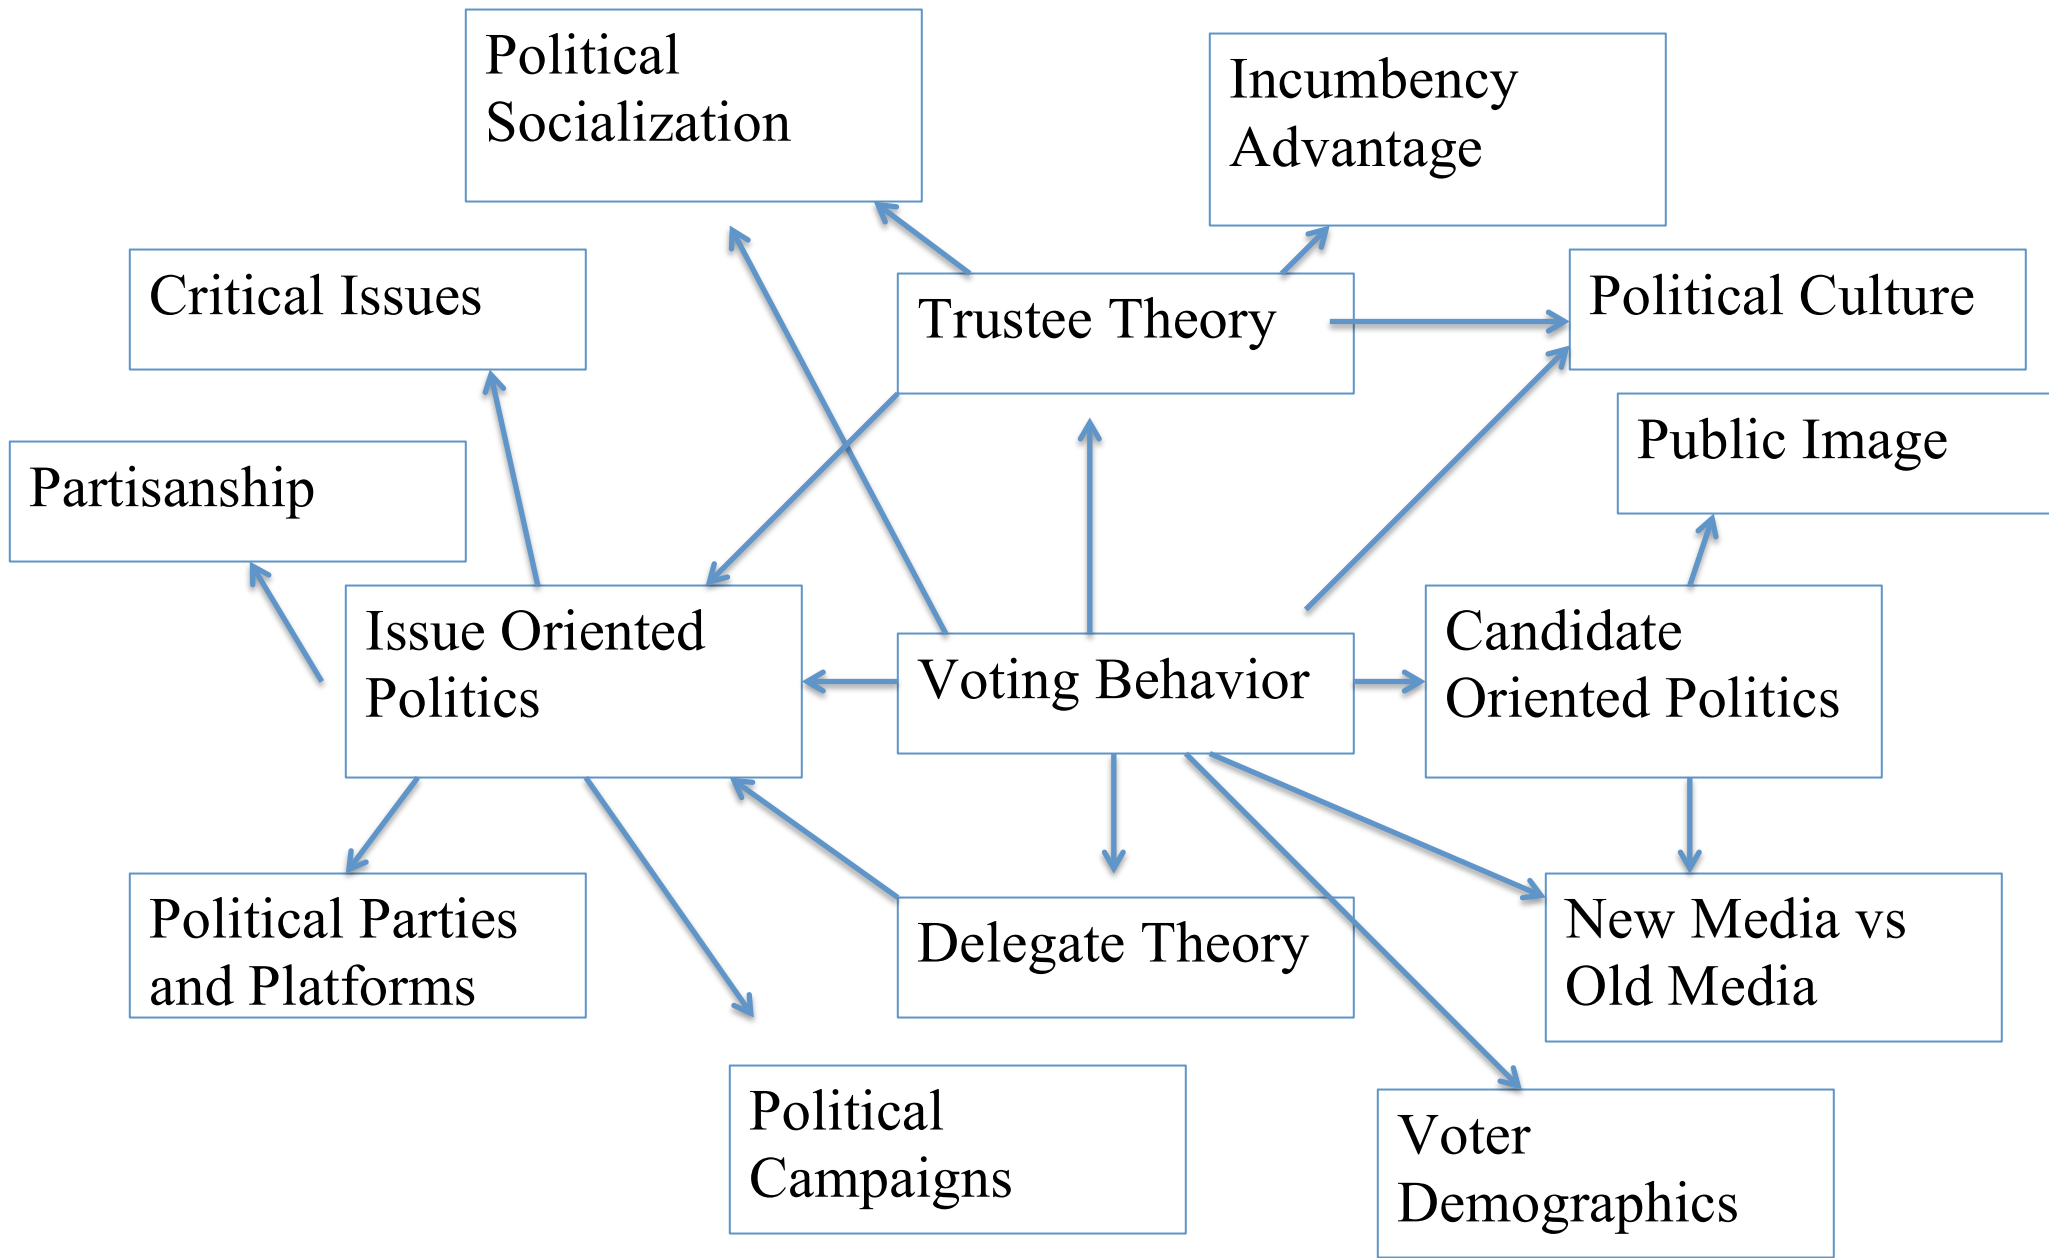 Political
Socialization
Incumbency
Advantage
Critical Issues
Trustee Theory
Political Culture
Public Image
Partisanship
Issue Oriented
Politics
Voting Behavior
Candidate
Oriented Politics
Political Parties
and Platforms
Delegate Theory
New Media vs
Old Media
Political
Campaigns
Voter
Demographics